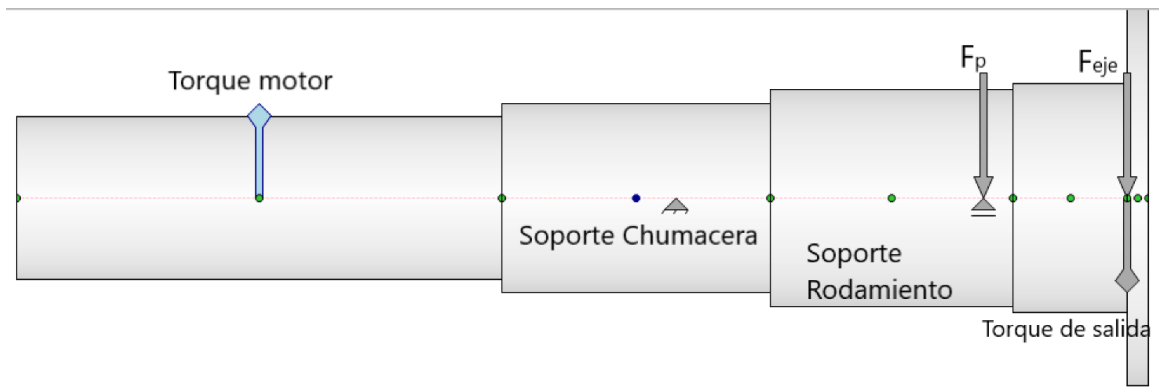 Torque motor
Fp
Feje
Soporte Chumacera
Soporte
Rodamiento
Torque de salida